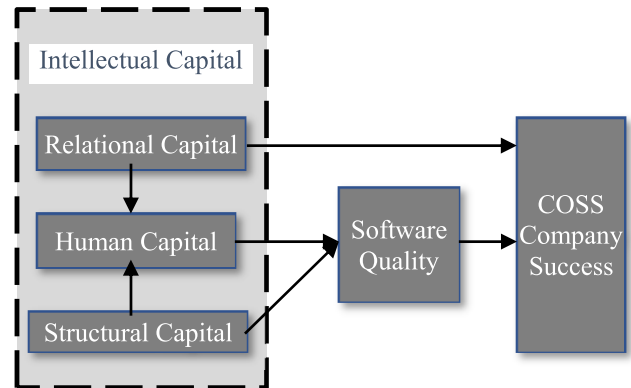 Intellectual Capital
Relational Capital
Human Capital
Structural Capital
Software
Quality
COSS
Company
Success